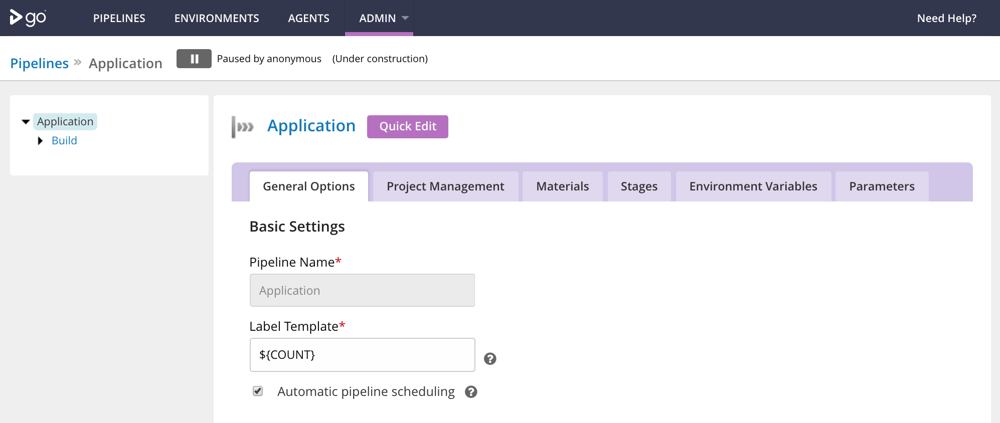 go PIPELINES ENVIRONMENTS AGENTS ADMIN Need Help?
Pipelines » Application Paused by anonymous (Under construction)
Application
Build
Application Quick Edit
General Options Project Management Materials Stages Environment Variables Parameters
Basic Settings
Pipeline Name*
Application
Label Template*
${COUNT}
?
Automatic pipeline scheduling ?